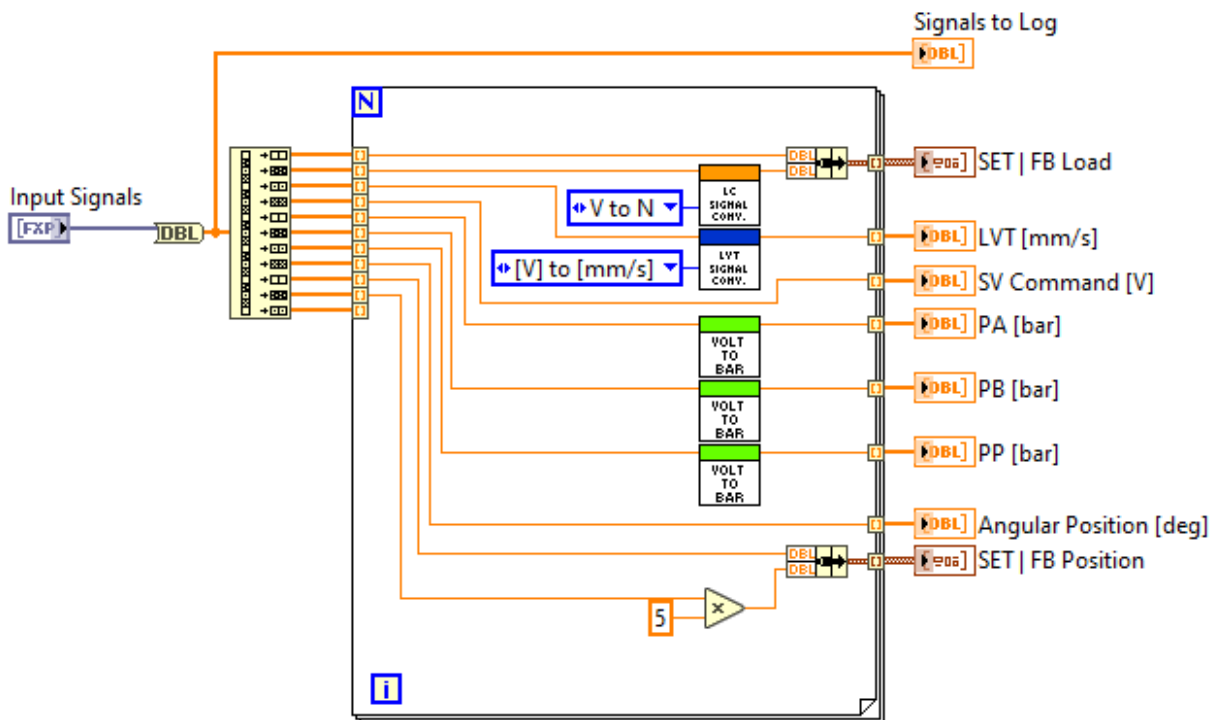 Signals to Log
[DBL]
N
Input Signals
[FXP]
DBL
DBL
DBL
SET | FB Load
LC
SIGNAL
CONV.
V to N
LVT [mm/s]
[DBL]
LVT
SIGNAL
CONV.
[V] to [mm/s]
SV Command [V]
[DBL]
PA [bar]
[DBL]
VOLT
TO
BAR
PB [bar]
[DBL]
VOLT
TO
BAR
PP [bar]
[DBL]
VOLT
TO
BAR
Angular Position [deg]
[DBL]
DBL
DBL
SET | FB Position
5
×
i